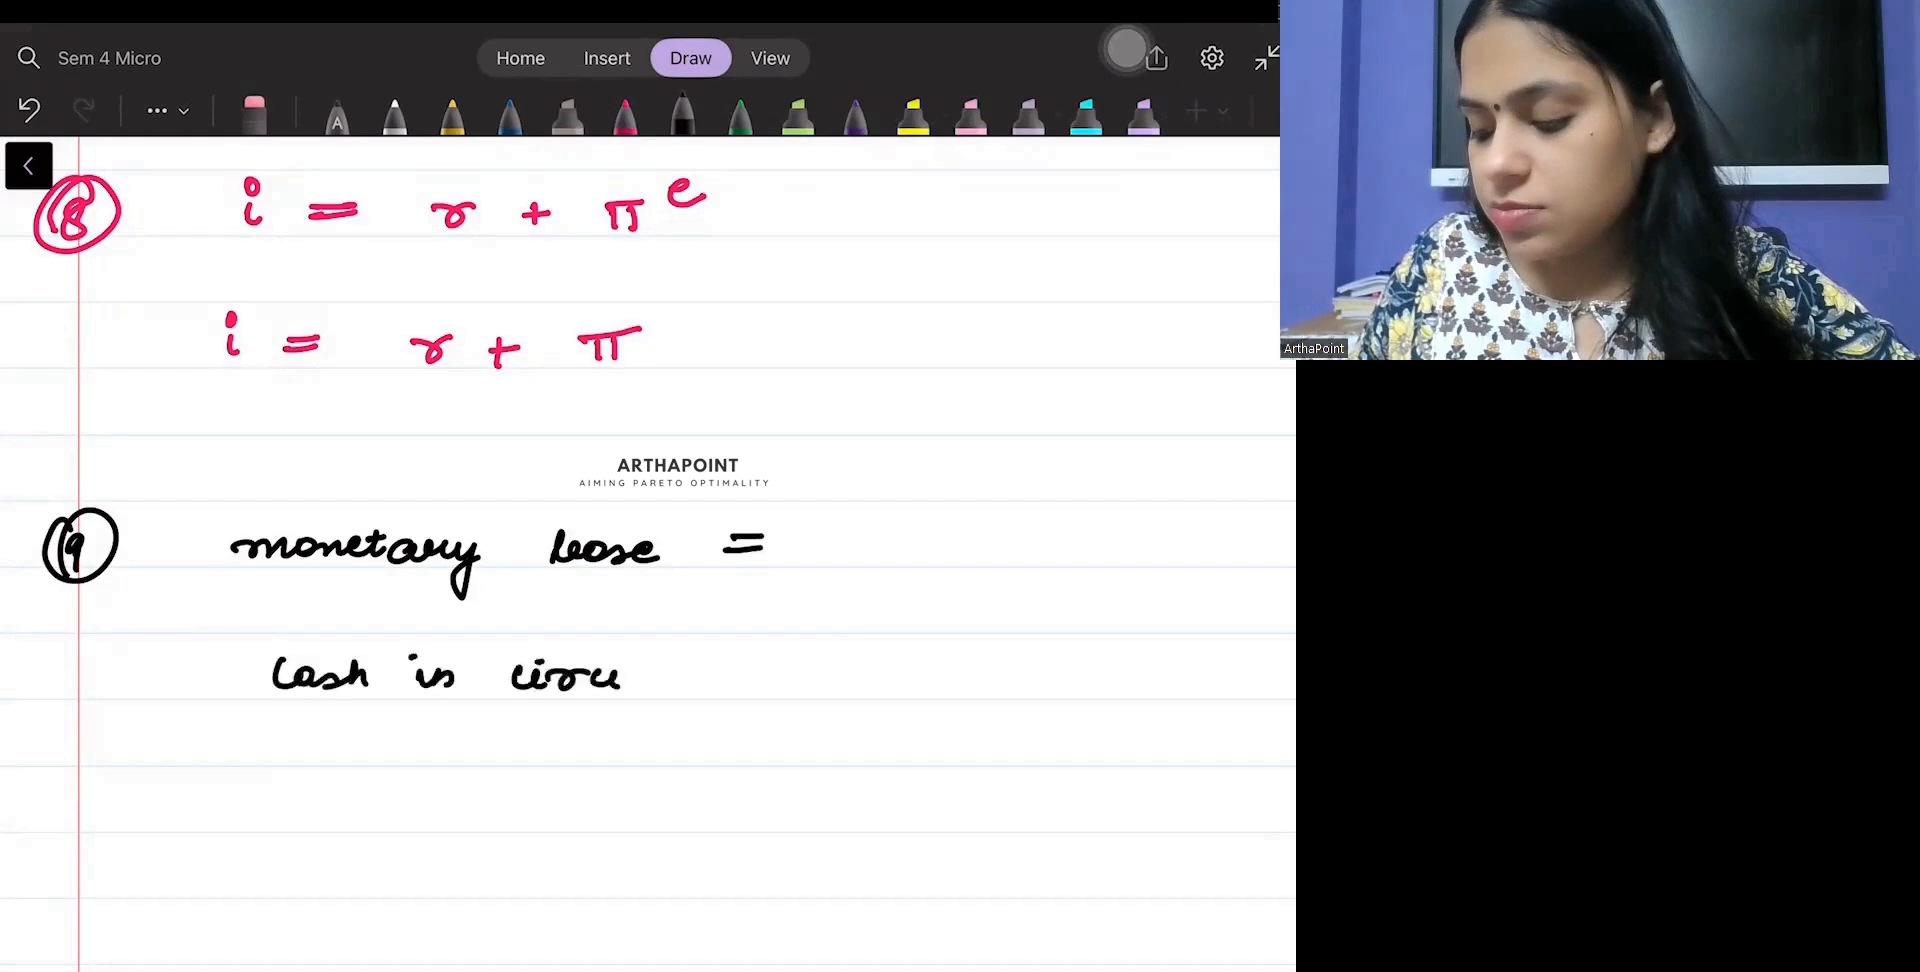 Sem 4 Micro
Home Insert Draw View
A
8 i = r + π^e
i = r + π
ArthaPoint
ARTHAPOINT
AIMING PARETO OPTIMALITY
9 monetary base =
Cash in circu